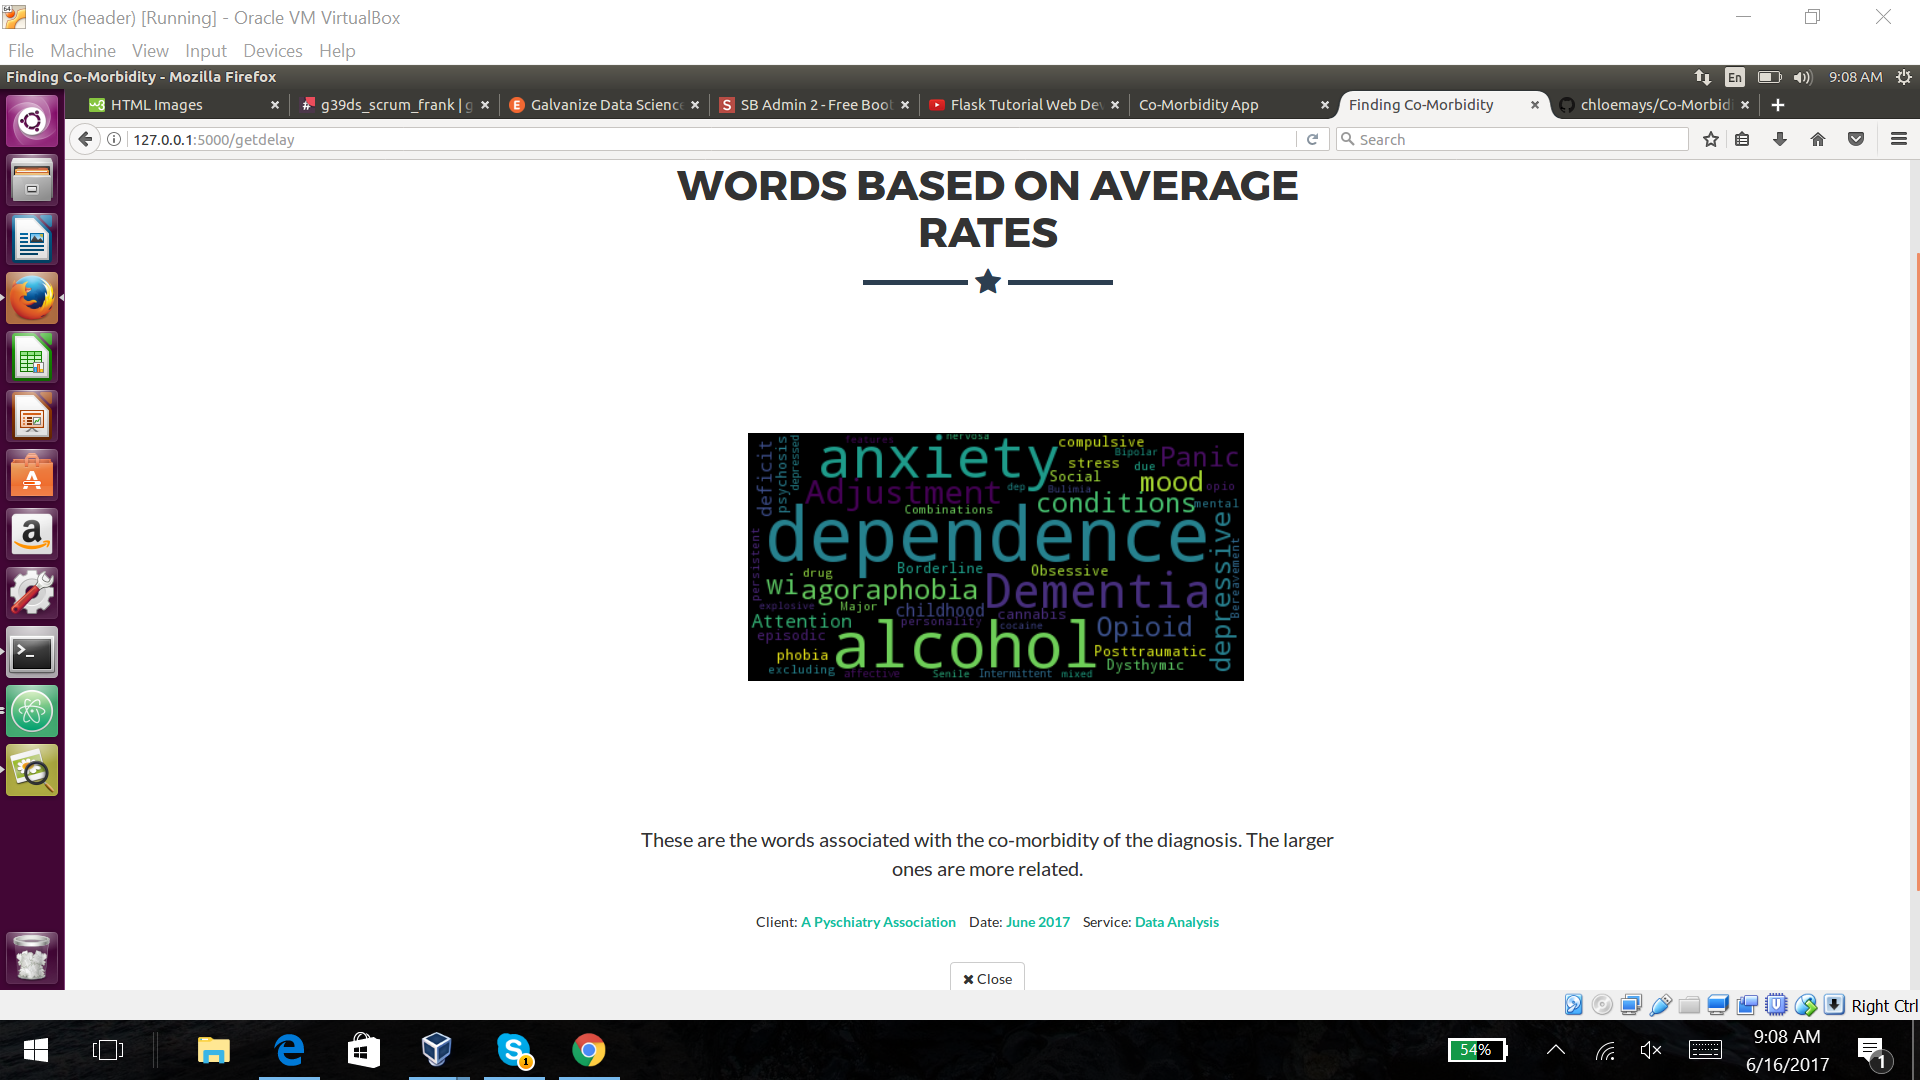 linux (header) [Running] - Oracle VM VirtualBox
File Machine View Input Devices Help
Finding Co-Morbidity - Mozilla Firefox
En
9:08 AM
HTML Images
g39ds_scrum_frank | g
Galvanize Data Science
SB Admin 2 - Free Boot
Flask Tutorial Web De
Co-Morbidity App
Finding Co-Morbidity
chloemays/Co-Morbid
127.0.0.1:5000/getdelay
Search
WORDS BASED ON AVERAGE
RATES
deficit
psychosis
depressed
features
nervosa
anxiety
compulsive
Bipolar
Panic
stress
due
Social
Adjustment
dep
Bulimia
mood
opio
Combinations
conditions
mental
dependence
persistent
drug
Borderline
Obsessive
Wl
agoraphobia
Dementia
depressive
Bereavement
explosive
Major
childhood
cannabis
Attention
personality
cocaine
Opioid
episodic
alcohol
phobia
Posttraumatic
excluding
affective
Senile
Intermittent
mixed
Dysthymic
These are the words associated with the co-morbidity of the diagnosis. The larger
ones are more related.
Client: A Pyschiatry Association Date: June 2017 Service: Data Analysis
Close
Right Ctrl
54%
9:08 AM
6/16/2017
1
1